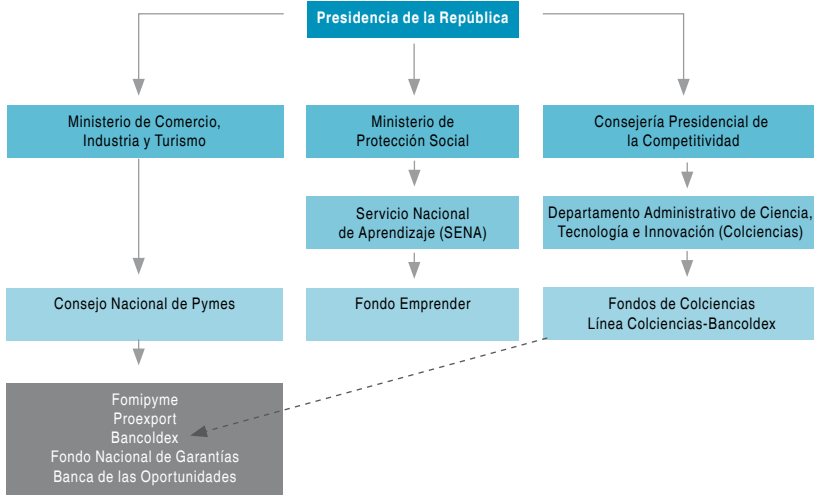 Presidencia de la República
Ministerio de Comercio,
Industria y Turismo
Ministerio de
Protección Social
Consejería Presidencial de
la Competitividad
Servicio Nacional
de Aprendizaje (SENA)
Departamento Administrativo de Ciencia,
Tecnología e Innovación (Colciencias)
Consejo Nacional de Pymes
Fondo Emprender
Fondos de Colciencias
Línea Colciencias-Bancoldex
Fomipyme
Proexport
Bancoldex
Fondo Nacional de Garantías
Banca de las Oportunidades